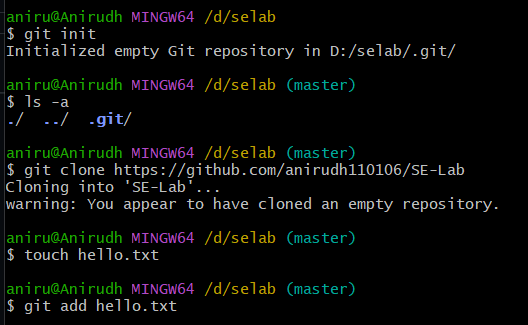 aniru@Anirudh MINGW64 /d/selab
$ git init
Initialized empty Git repository in D:/selab/.git/
aniru@Anirudh MINGW64 /d/selab (master)
$ ls -a
./  ../  .git/
aniru@Anirudh MINGW64 /d/selab (master)
$ git clone https://github.com/anirudh110106/SE-Lab
Cloning into 'SE-Lab'...
warning: You appear to have cloned an empty repository.
aniru@Anirudh MINGW64 /d/selab (master)
$ touch hello.txt
aniru@Anirudh MINGW64 /d/selab (master)
$ git add hello.txt